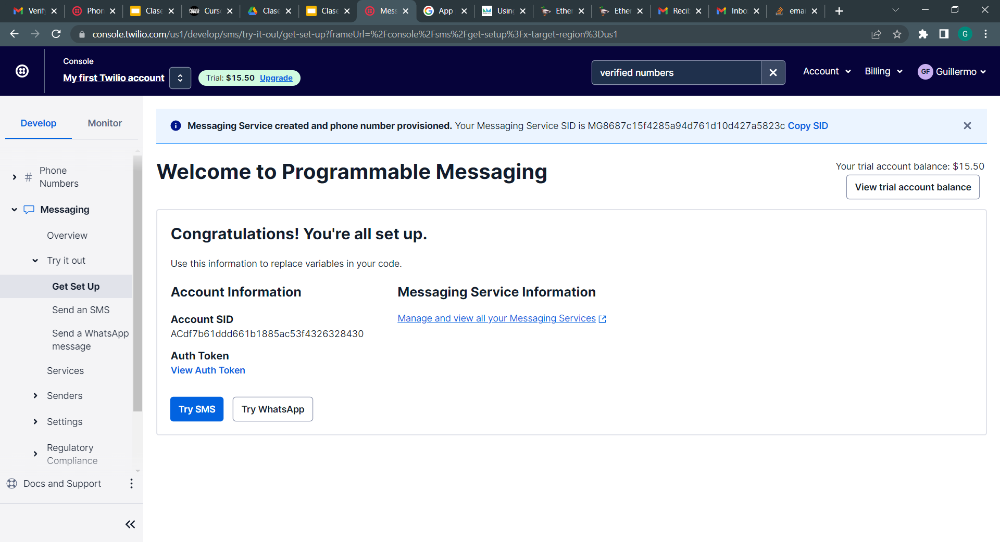 Verify
Phon
Clase
CODER Curso
Clase
Clase
Mess
App
Using
Ether
Ether
Recib
Inbo
emai
console.twilio.com/us1/develop/sms/try-it-out/get-set-up?frameUrl=%2Fconsole%2Fsms%2Fget-setup%3Fx-target-region%3Dus1
G
Console
My first Twilio account
Trial: $15.50 Upgrade
verified numbers
Account
Billing
GF Guillermo
Develop
Monitor
Phone
Numbers
Messaging
Overview
Try it out
Get Set Up
Send an SMS
Send a WhatsApp
message
Services
Senders
Settings
Regulatory
Compliance
Docs and Support
Messaging Service created and phone number provisioned. Your Messaging Service SID is MG8687c15f4285a94d761d10d427a5823c Copy SID
Welcome to Programmable Messaging
Your trial account balance: $15.50
View trial account balance
Congratulations! You're all set up.
Use this information to replace variables in your code.
Account Information
Account SID
ACdf7b61ddd661b1885ac53f4326328430
Auth Token
View Auth Token
Messaging Service Information
Manage and view all your Messaging Services
Try SMS
Try WhatsApp